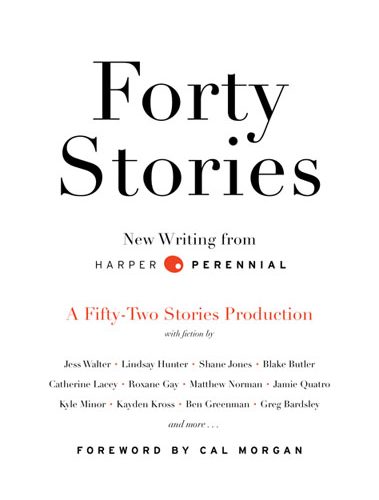 Forty
Stories
New Writing from
HARPER PERENNIAL
A Fifty-Two Stories Production
with fiction by
Jess Walter • Lindsay Hunter • Shane Jones • Blake Butler
Catherine Lacey • Roxane Gay • Matthew Norman • Jamie Quatro
Kyle Minor • Kayden Kross • Ben Greenman • Greg Bardsley
and more . . .
FOREWORD BY CAL MORGAN